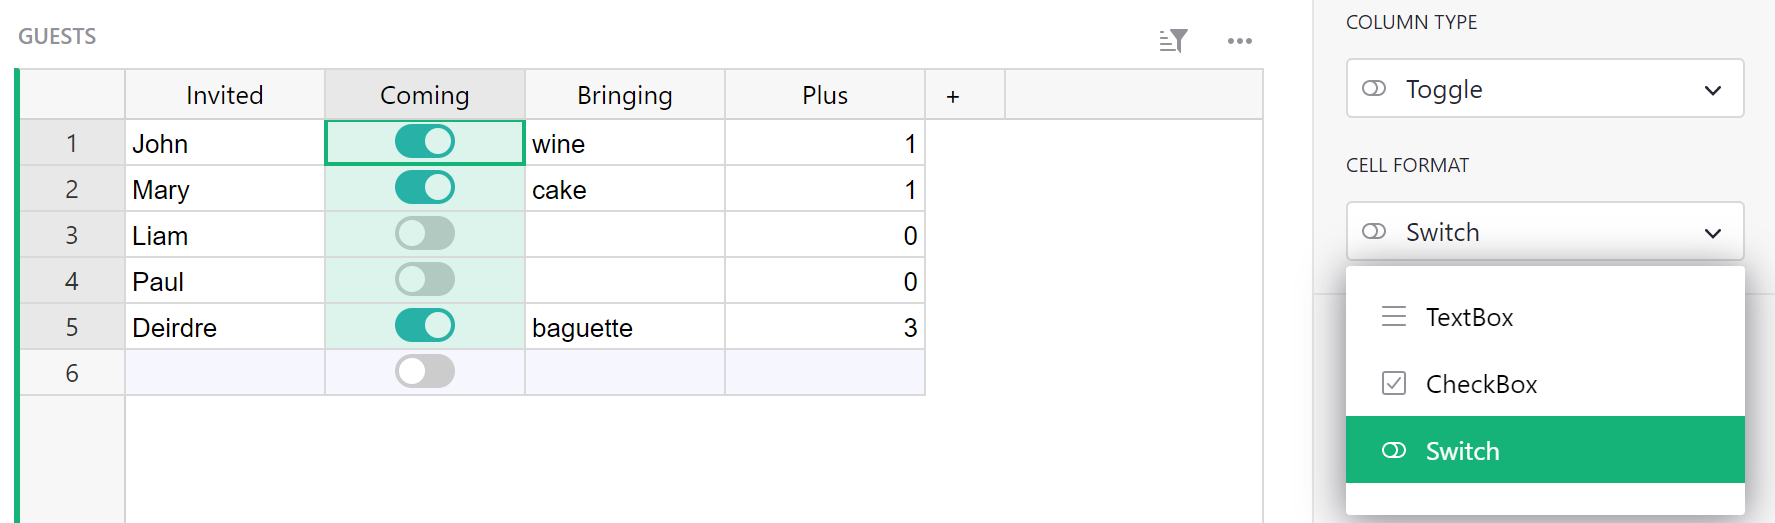 GUESTS
Invited Coming Bringing Plus +
1 John wine 1
2 Mary cake 1
3 Liam 0
4 Paul 0
5 Deirdre baguette 3
6
COLUMN TYPE
Toggle
CELL FORMAT
Switch
TextBox
CheckBox
Switch